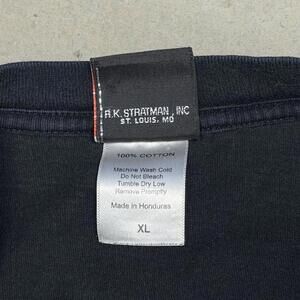 R.K. STRATMAN, INC
ST. LOUIS, MO
100% COTTON
Machine Wash Cold
Do Not Bleach
Tumble Dry Low
Remove Promptly
Made in Honduras
XL